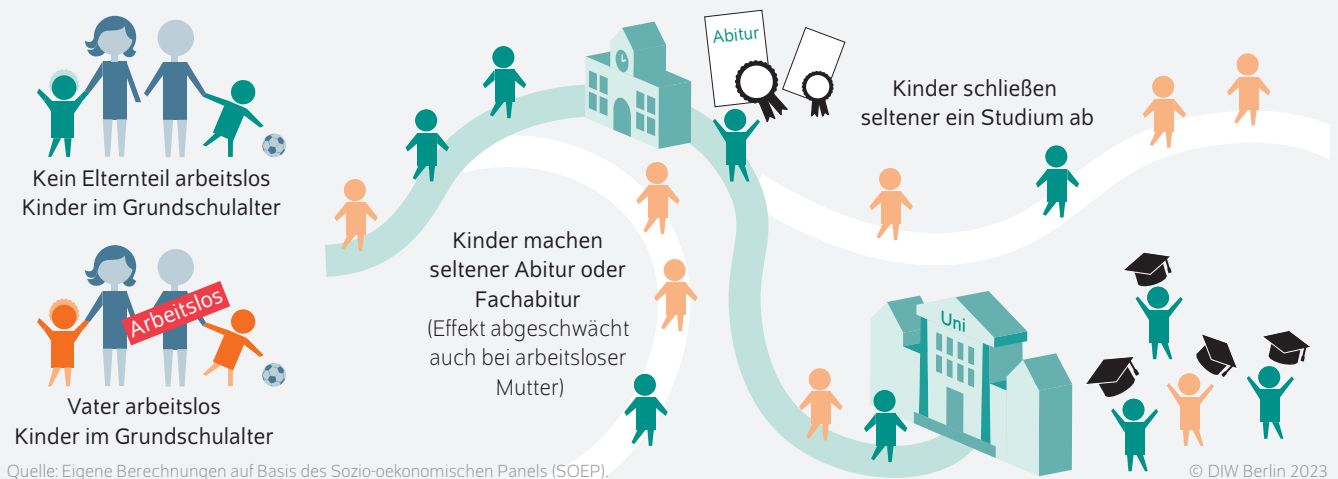 Kein Elternteil arbeitslos
Kinder im Grundschulalter
Arbeitslos
Vater arbeitslos
Kinder im Grundschulalter
Kinder machen
seltener Abitur oder
Fachabitur
(Effekt abgeschwächt
auch bei arbeitsloser
Mutter)
Abitur
Kinder schließen
seltener ein Studium ab
Uni
Quelle: Eigene Berechnungen auf Basis des Sozio-oekonomischen Panels (SOEP).
© DIW Berlin 2023